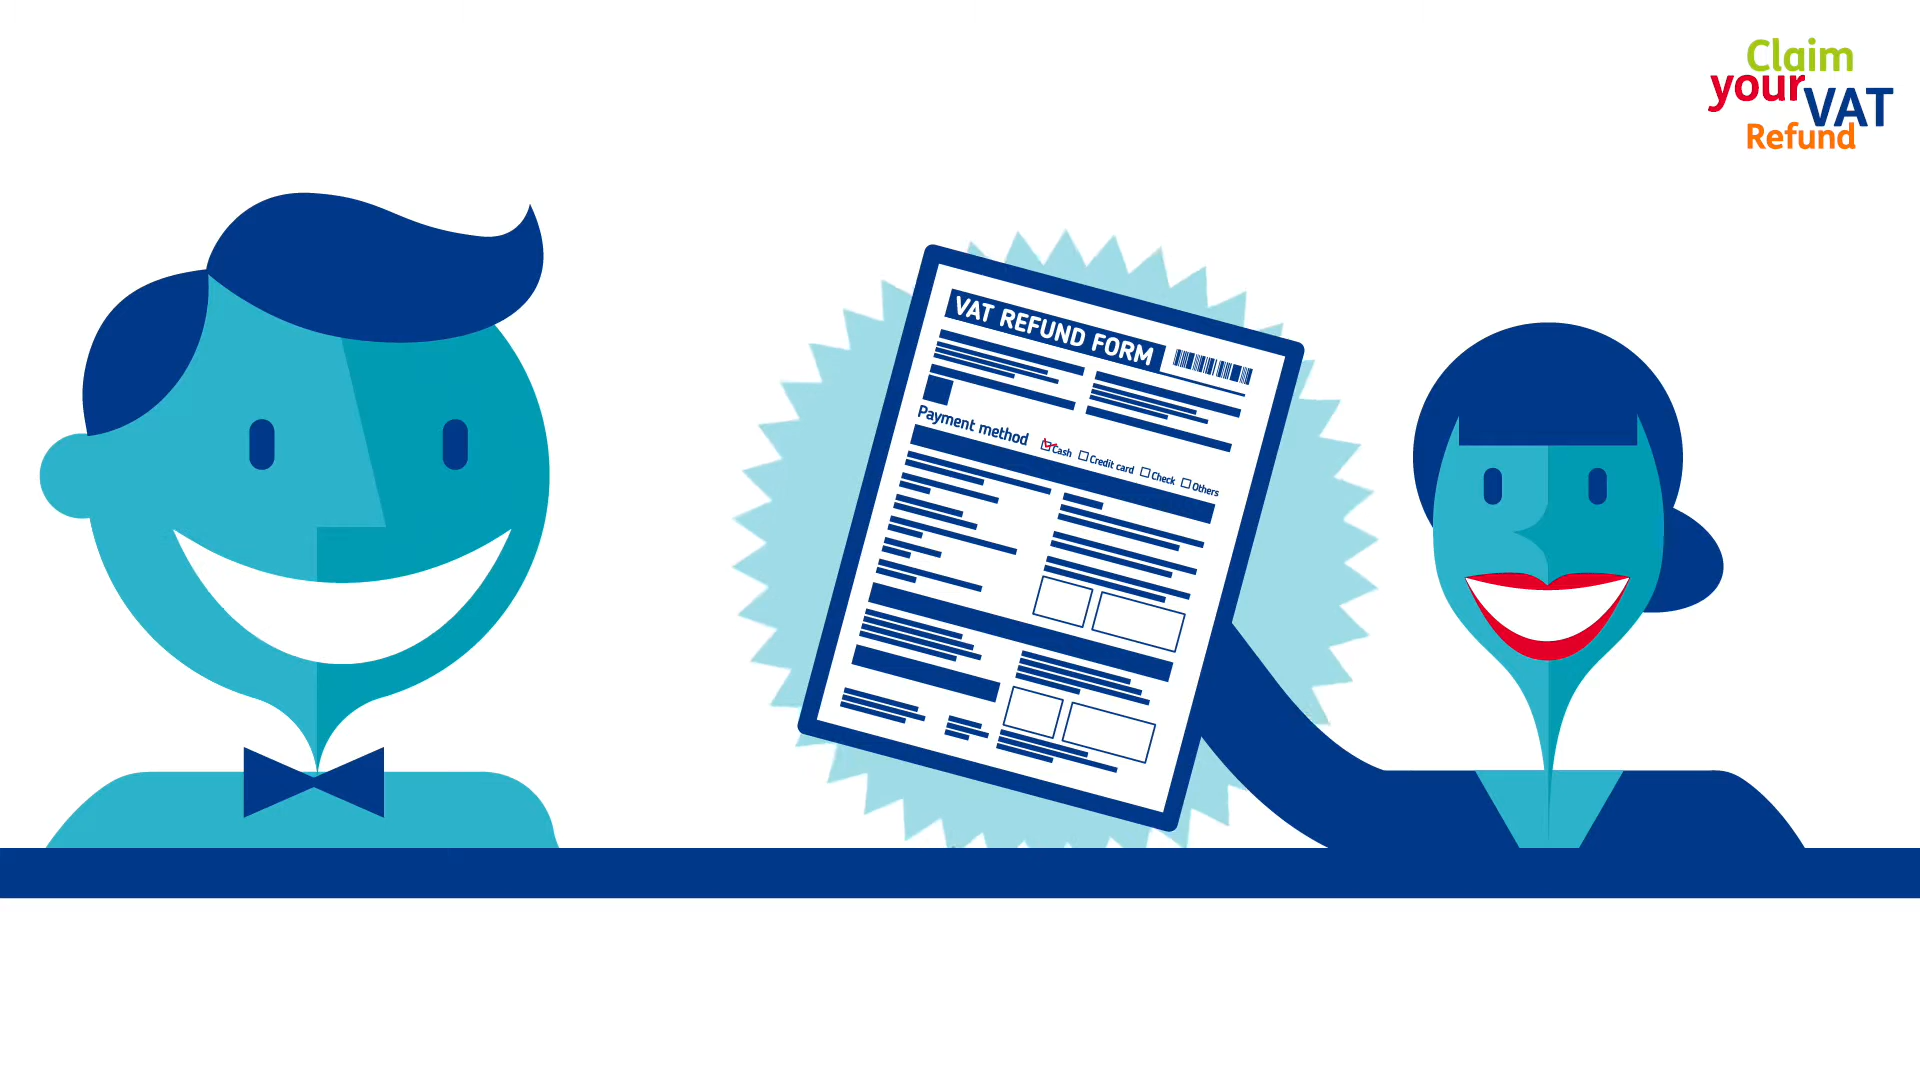 Claim
your VAT
Refund
VAT REFUND FORM
Payment method Cash Credit card Check Others